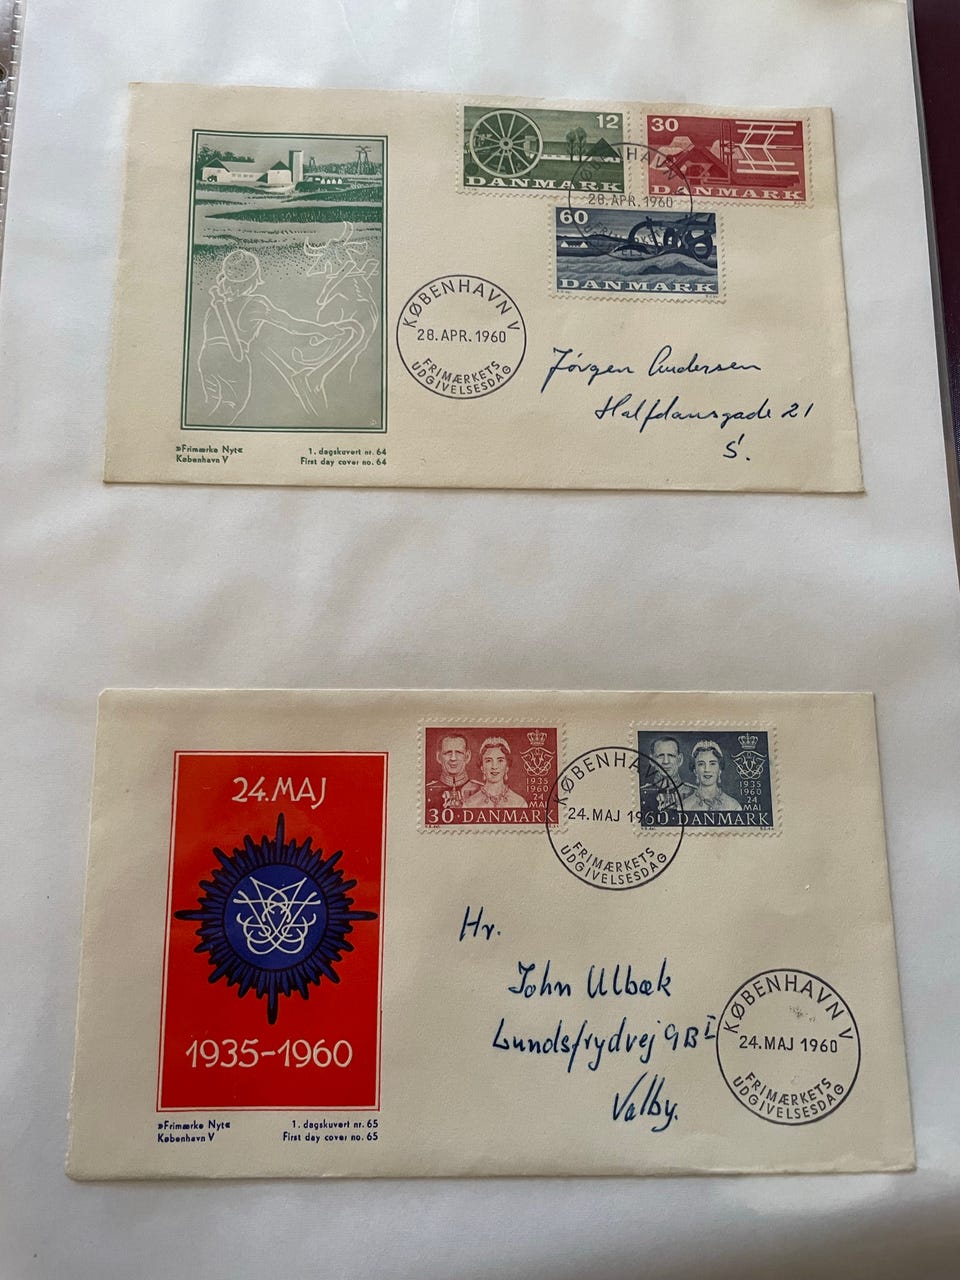 12
DANMARK
30
DANMARK
60
DANMARK
KØBENHAVN V
28. APR. 1960
FRIMÆRKETS
UDGIVELSESDAG
KØBENHAVN V
28. APR. 1960
FRIMÆRKETS
UDGIVELSESDAG
Jörgen Andersen
Halfdansgade 21
S.
»Frimærke Nyt«
København V
1. dagskuvert nr. 64
First day cover no. 64
24. MAJ
1935-1960
1935
1960
24
MAJ
30·DANMARK
1935
1960
24
MAJ
60·DANMARK
KØBENHAVN V
24. MAJ 1960
FRIMÆRKETS
UDGIVELSESDAG
Hr.
John Ulbæk
Lundsfrydvej 9B I
Valby.
KØBENHAVN V
24. MAJ 1960
FRIMÆRKETS
UDGIVELSESDAG
»Frimærke Nyt«
København V
1. dagskuvert nr. 65
First day cover no. 65